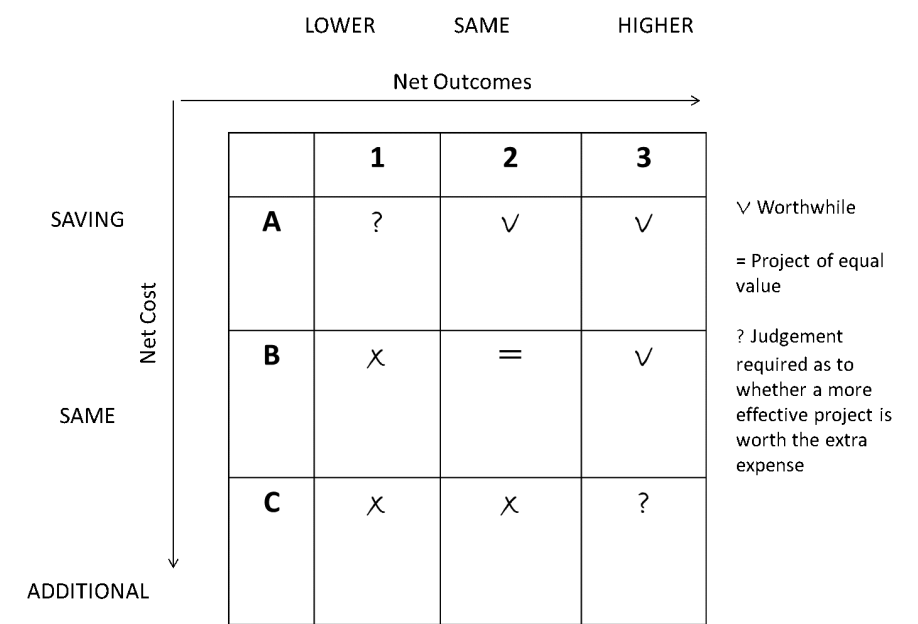 LOWER SAME HIGHER
Net Outcomes
1 2 3
SAVING A ? √ √
Net Cost
B x = √
SAME
C x x ?
ADDITIONAL
√ Worthwhile
= Project of equal
value
? Judgement
required as to
whether a more
effective project is
worth the extra
expense